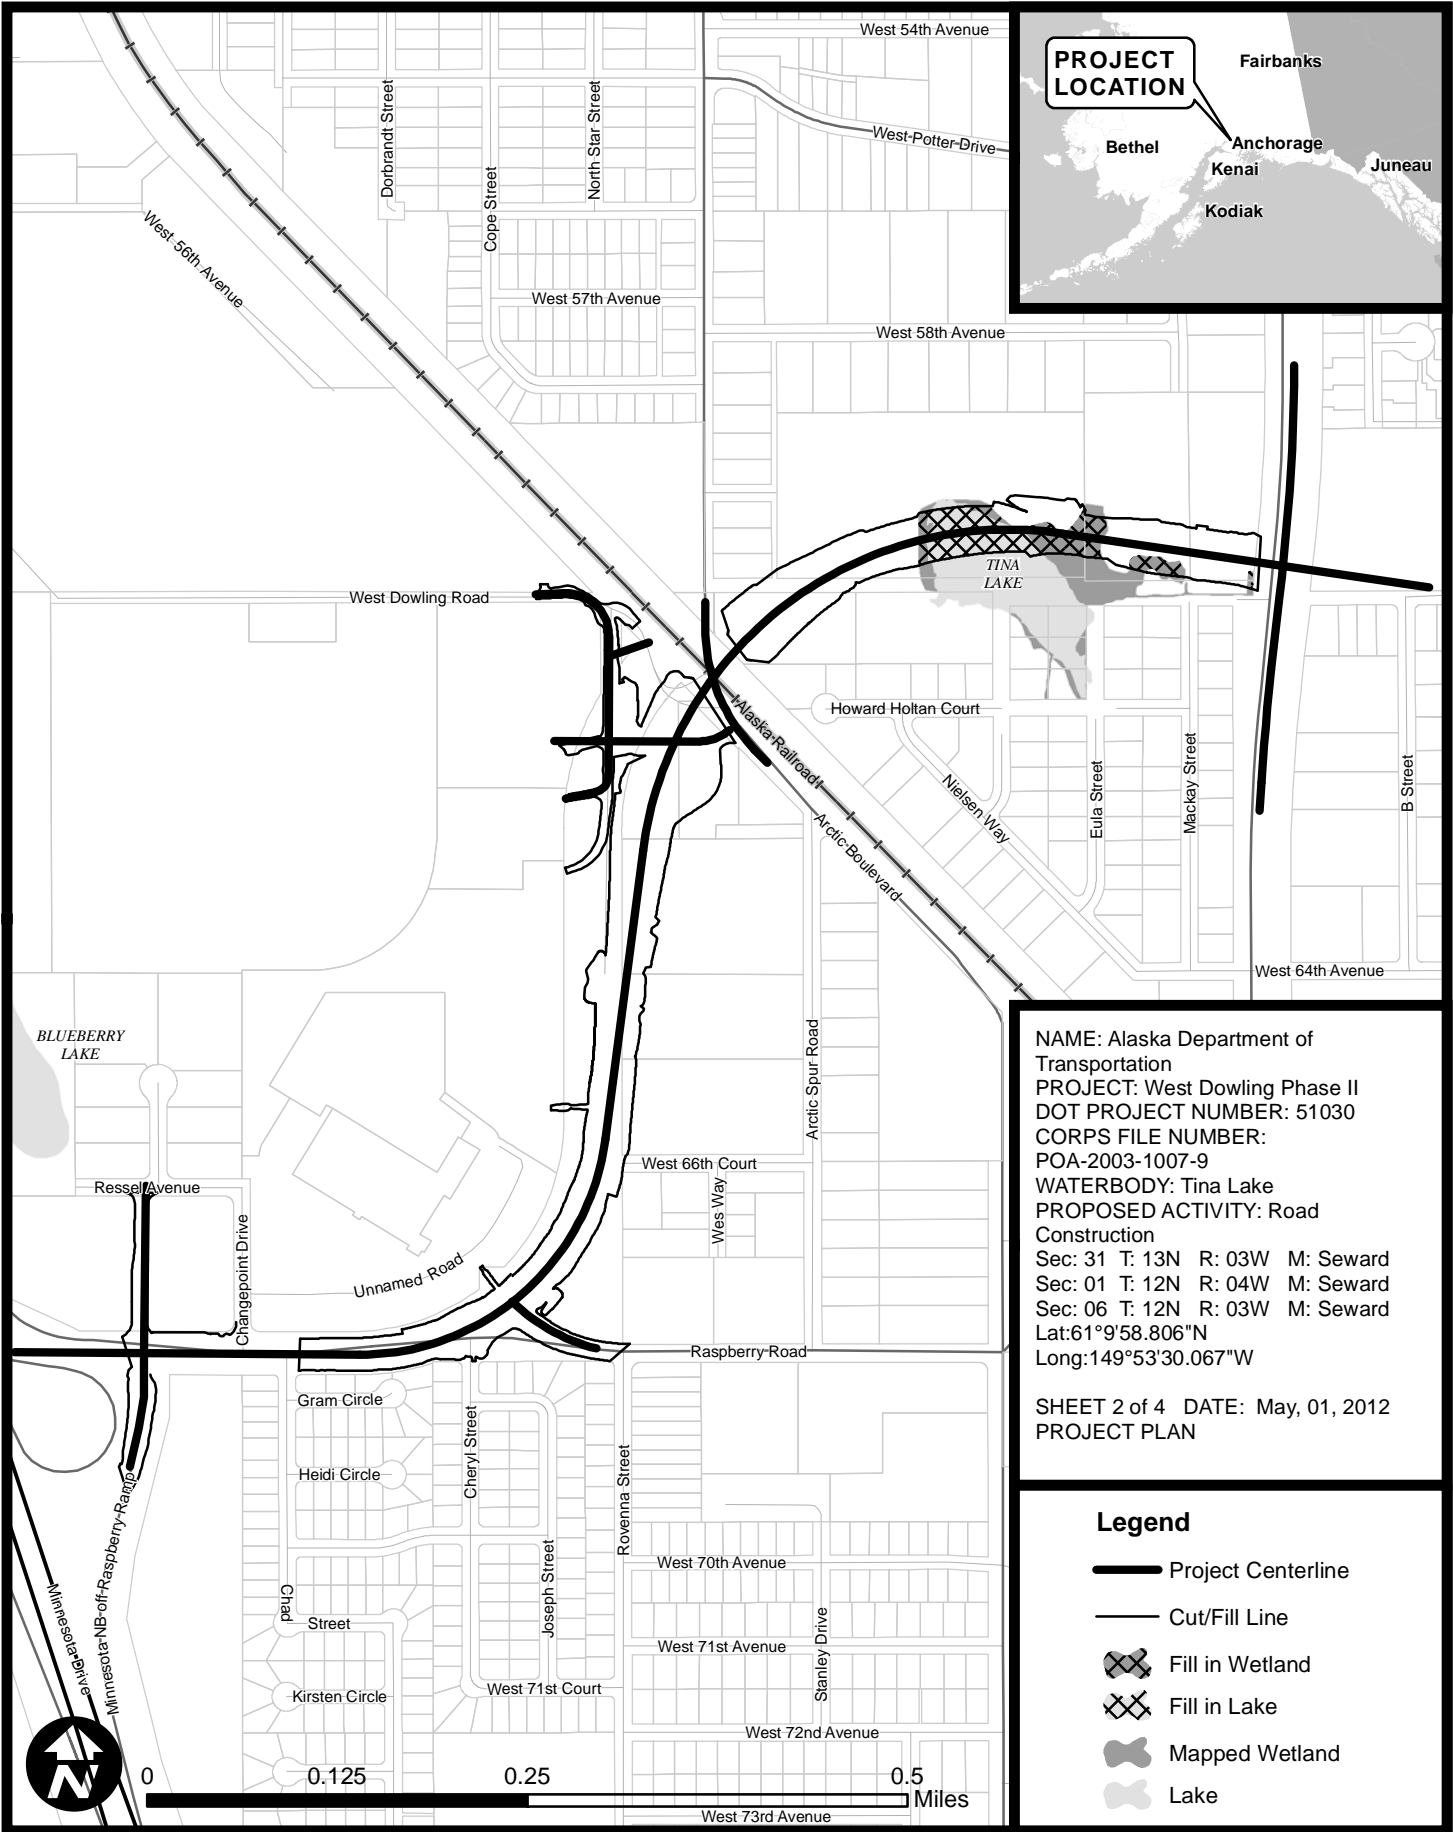 West 54th Avenue
West Potter Drive
Dorbrandt Street
North Star Street
Cope Street
West 56th Avenue
West 57th Avenue
West 58th Avenue
PROJECT
LOCATION
Fairbanks
Bethel
Anchorage
Kenai
Juneau
Kodiak
TINA
LAKE
West Dowling Road
Alaska Railroad
Howard Holtan Court
Nielsen Way
Eula Street
Mackay Street
B Street
Arctic Boulevard
West 64th Avenue
BLUEBERRY
LAKE
Arctic Spur Road
West 66th Court
Wes Way
Ressel Avenue
Changepoint Drive
Unnamed Road
Raspberry Road
Gram Circle
Heidi Circle
Cheryl Street
Rovenna Street
Joseph Street
Chad
Street
Kirsten Circle
West 70th Avenue
West 71st Avenue
Stanley Drive
West 71st Court
West 72nd Avenue
West 73rd Avenue
Minnesota-NB-off-Raspberry-Ramp
Minnesota Drive
N
0
0.125
0.25
0.5
Miles
NAME: Alaska Department of
Transportation
PROJECT: West Dowling Phase II
DOT PROJECT NUMBER: 51030
CORPS FILE NUMBER:
POA-2003-1007-9
WATERBODY: Tina Lake
PROPOSED ACTIVITY: Road
Construction
Sec: 31 T: 13N R: 03W M: Seward
Sec: 01 T: 12N R: 04W M: Seward
Sec: 06 T: 12N R: 03W M: Seward
Lat:61°9'58.806"N
Long:149°53'30.067"W
SHEET 2 of 4 DATE: May, 01, 2012
PROJECT PLAN
Legend
Project Centerline
Cut/Fill Line
Fill in Wetland
Fill in Lake
Mapped Wetland
Lake